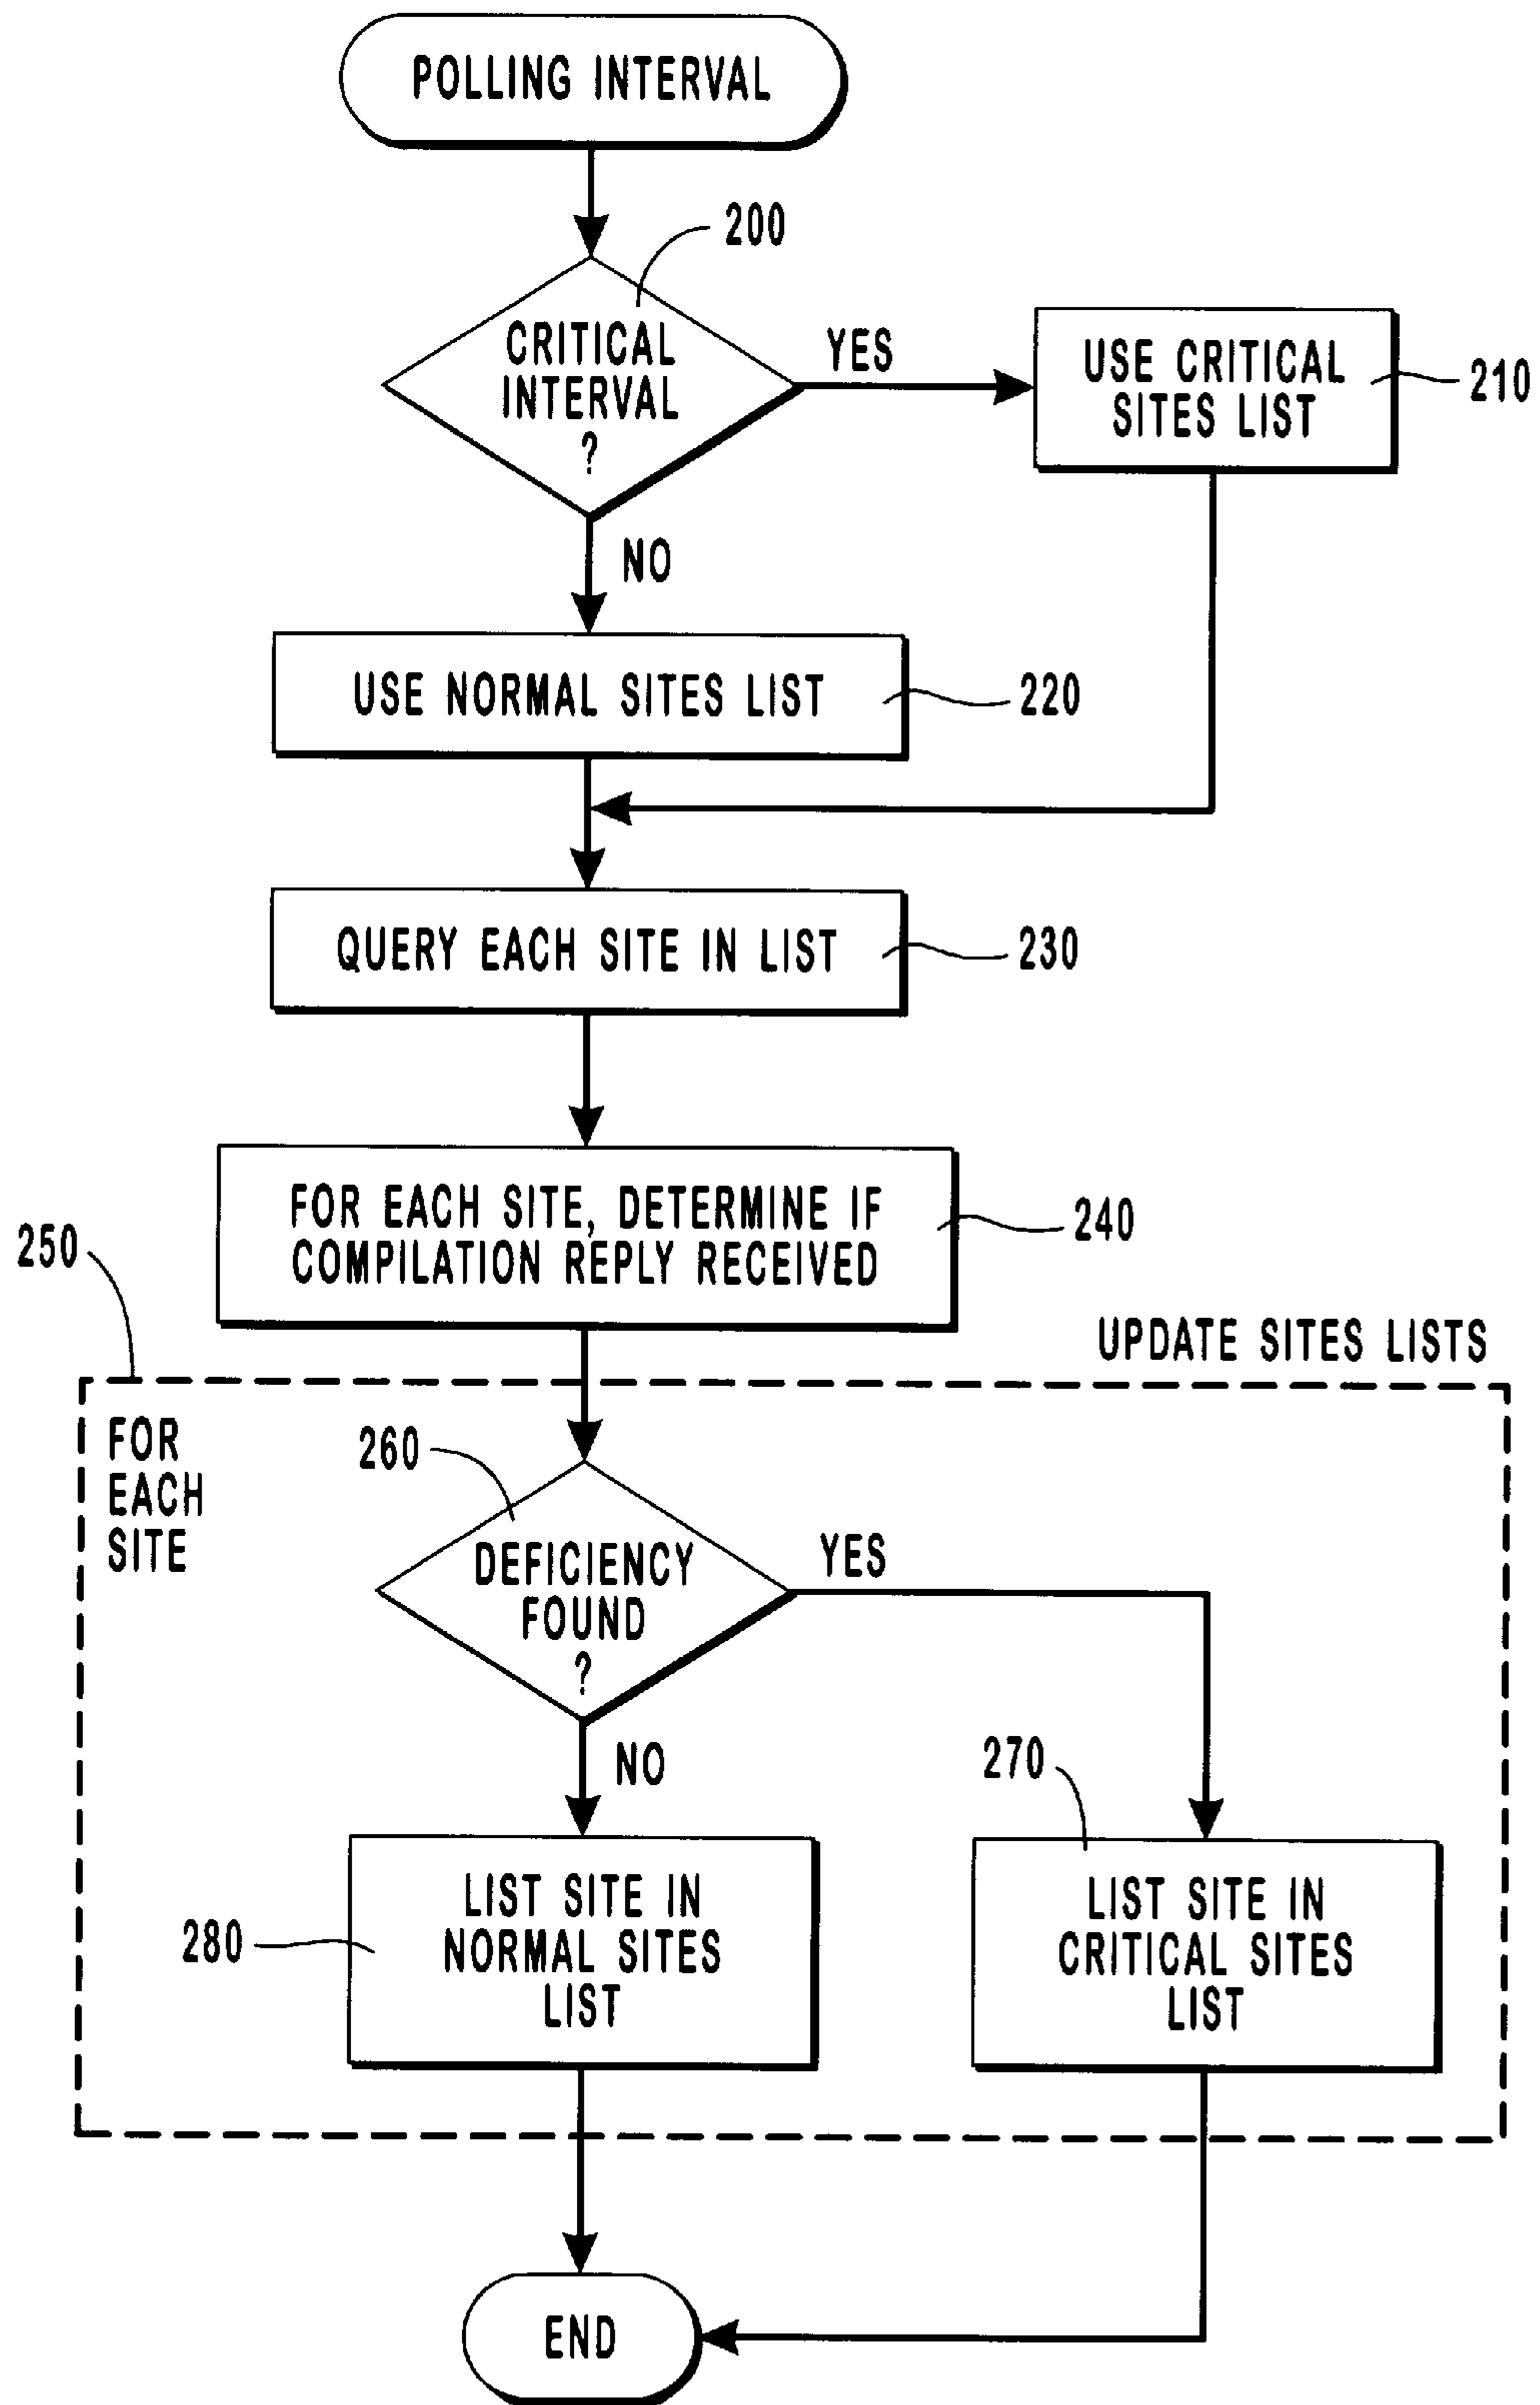 POLLING INTERVAL
200
CRITICAL
INTERVAL
?
YES
USE CRITICAL
SITES LIST
210
NO
USE NORMAL SITES LIST
220
QUERY EACH SITE IN LIST
230
FOR EACH SITE, DETERMINE IF
COMPILATION REPLY RECEIVED
240
250
UPDATE SITES LISTS
FOR
EACH
SITE
260
DEFICIENCY
FOUND
?
YES
NO
270
LIST SITE IN
NORMAL SITES
LIST
280
LIST SITE IN
CRITICAL SITES
LIST
END